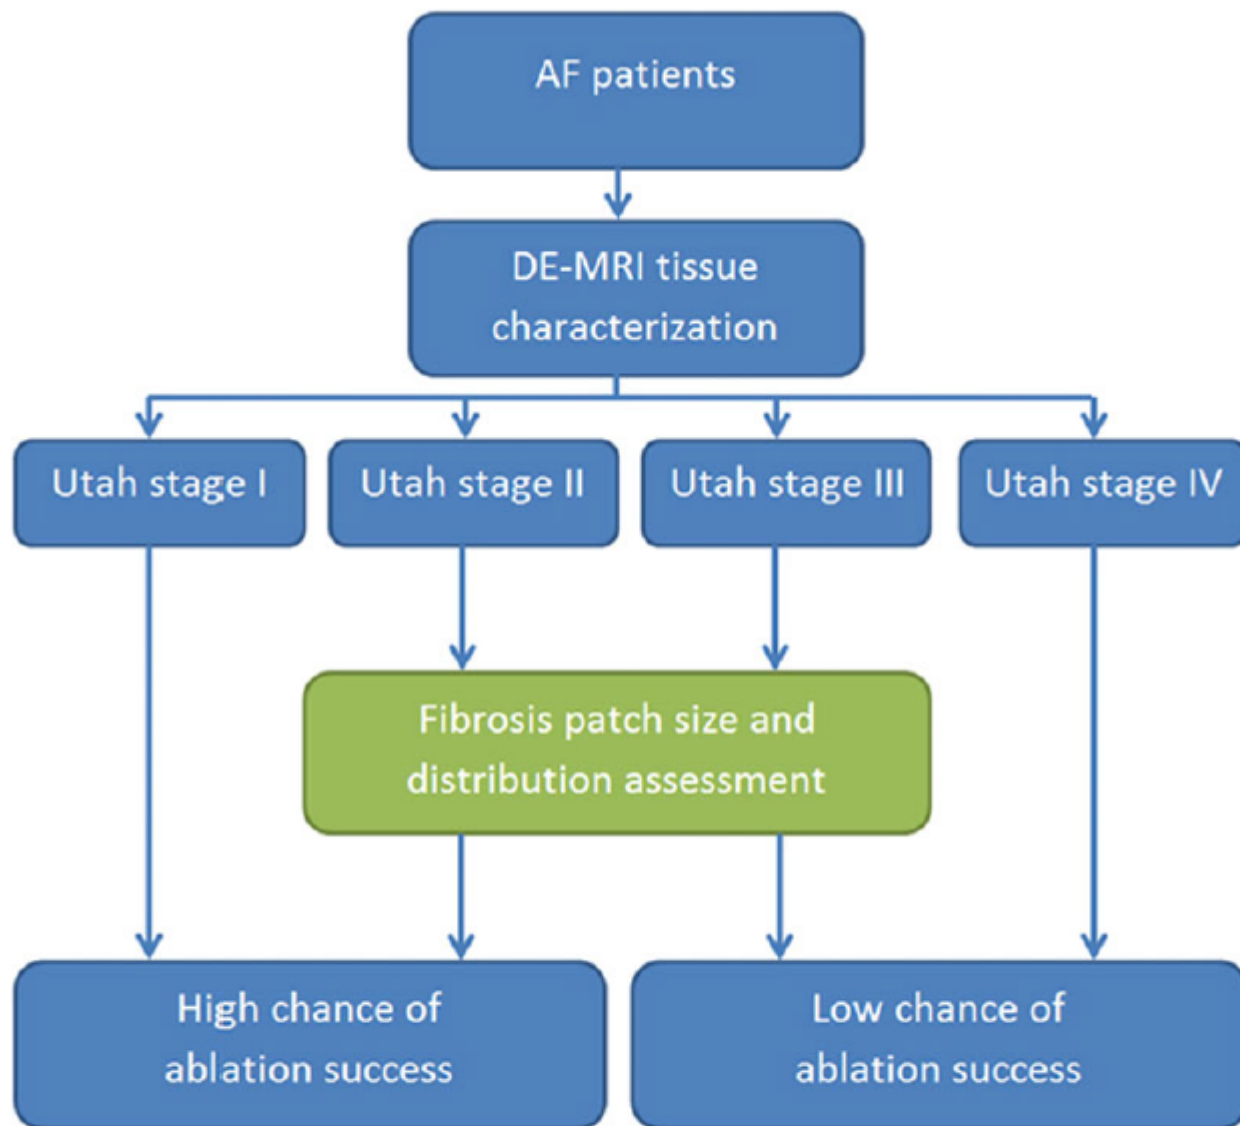 AF patients
DE-MRI tissue
characterization
Utah stage I
Utah stage II
Utah stage III
Utah stage IV
Fibrosis patch size and
distribution assessment
High chance of
ablation success
Low chance of
ablation success